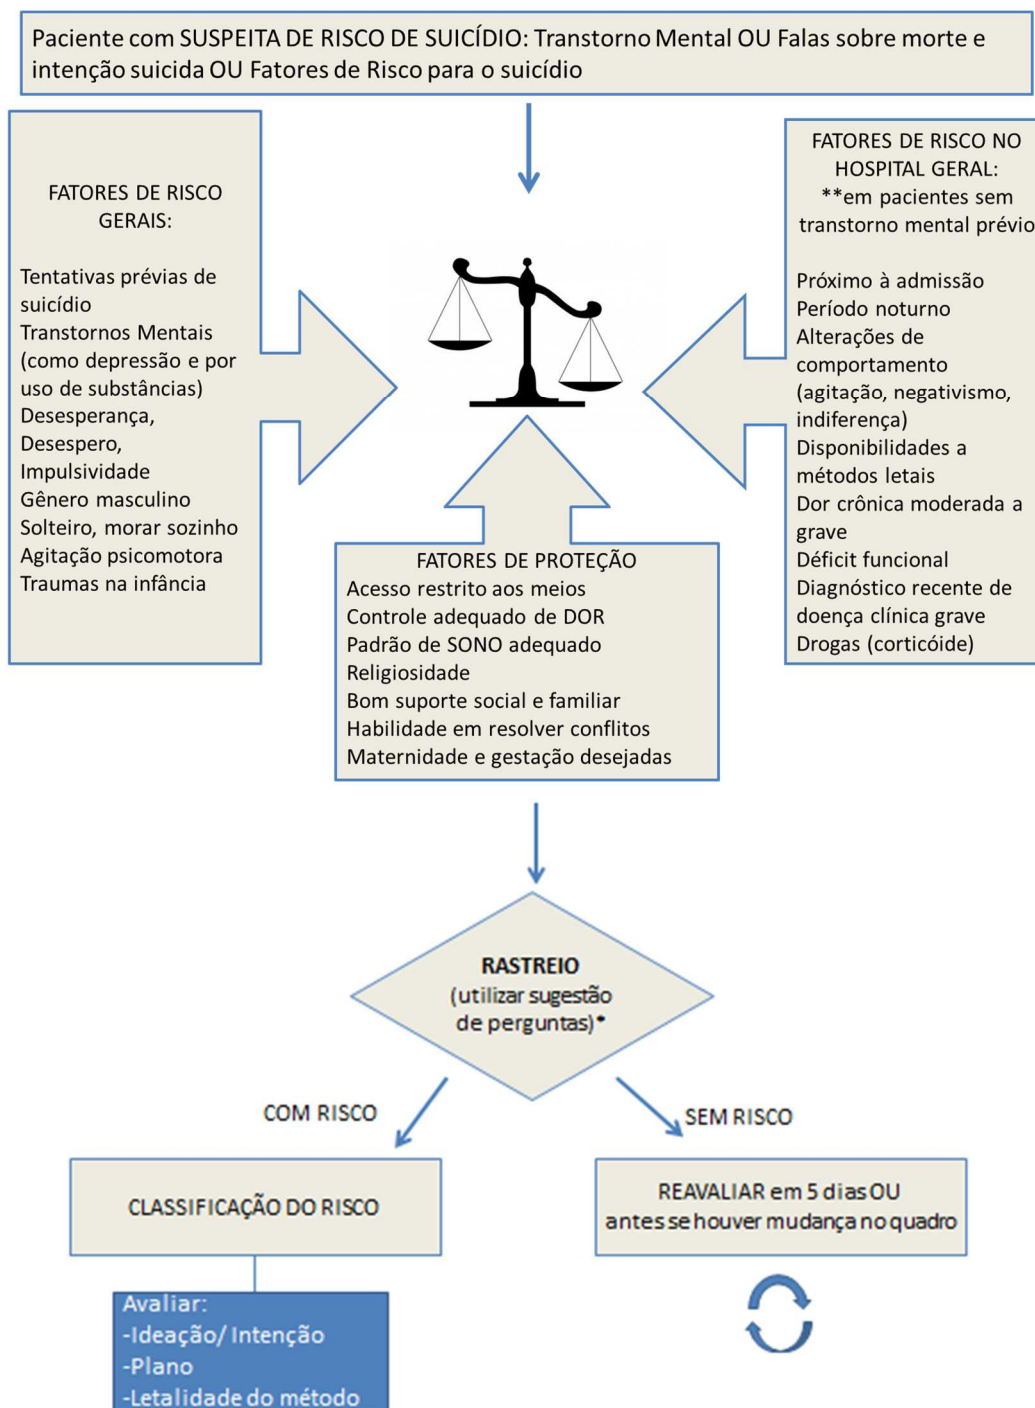 Paciente com SUSPEITA DE RISCO DE SUICÍDIO: Transtorno Mental OU Falas sobre morte e
intenção suicida OU Fatores de Risco para o suicídio
FATORES DE RISCO
GERAIS:
Tentativas prévias de
suicídio
Transtornos Mentais
(como depressão e por
uso de substâncias)
Desesperança,
Desespero,
Impulsividade
Gênero masculino
Solteiro, morar sozinho
Agitação psicomotora
Traumas na infância
FATORES DE RISCO NO
HOSPITAL GERAL:
**em pacientes sem
transtorno mental prévio
Próximo à admissão
Período noturno
Alterações de
comportamento
(agitação, negativismo,
indiferença)
Disponibilidades a
métodos letais
Dor crônica moderada a
grave
Déficit funcional
Diagnóstico recente de
doença clínica grave
Drogas (corticóide)
FATORES DE PROTEÇÃO
Acesso restrito aos meios
Controle adequado de DOR
Padrão de SONO adequado
Religiosidade
Bom suporte social e familiar
Habilidade em resolver conflitos
Maternidade e gestação desejadas
RASTREIO
(utilizar sugestão
de perguntas)*
COM RISCO
SEM RISCO
CLASSIFICAÇÃO DO RISCO
REAVALIAR em 5 dias OU
antes se houver mudança no quadro
Avaliar:
-Ideação/ Intenção
-Plano
-Letalidade do método